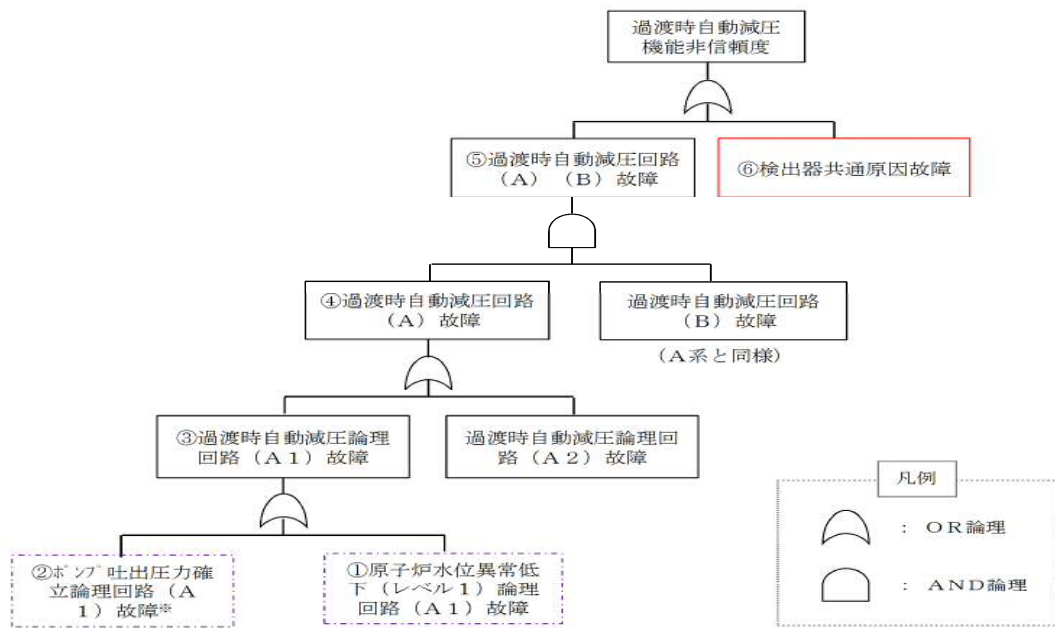 過渡時自動減圧
機能非信頼度
⑤過渡時自動減圧回路
(A) (B) 故障
⑥検出器共通原因故障
④過渡時自動減圧回路
(A) 故障
過渡時自動減圧回路
(B) 故障
(A系と同様)
③過渡時自動減圧論理
回路(A1)故障
過渡時自動減圧論理回
路(A2)故障
②ポンプ吐出圧力確
立論理回路(A
1)故障※
①原子炉水位異常低
下(レベル1)論理
回路(A1)故障
凡例
: OR論理
: AND論理